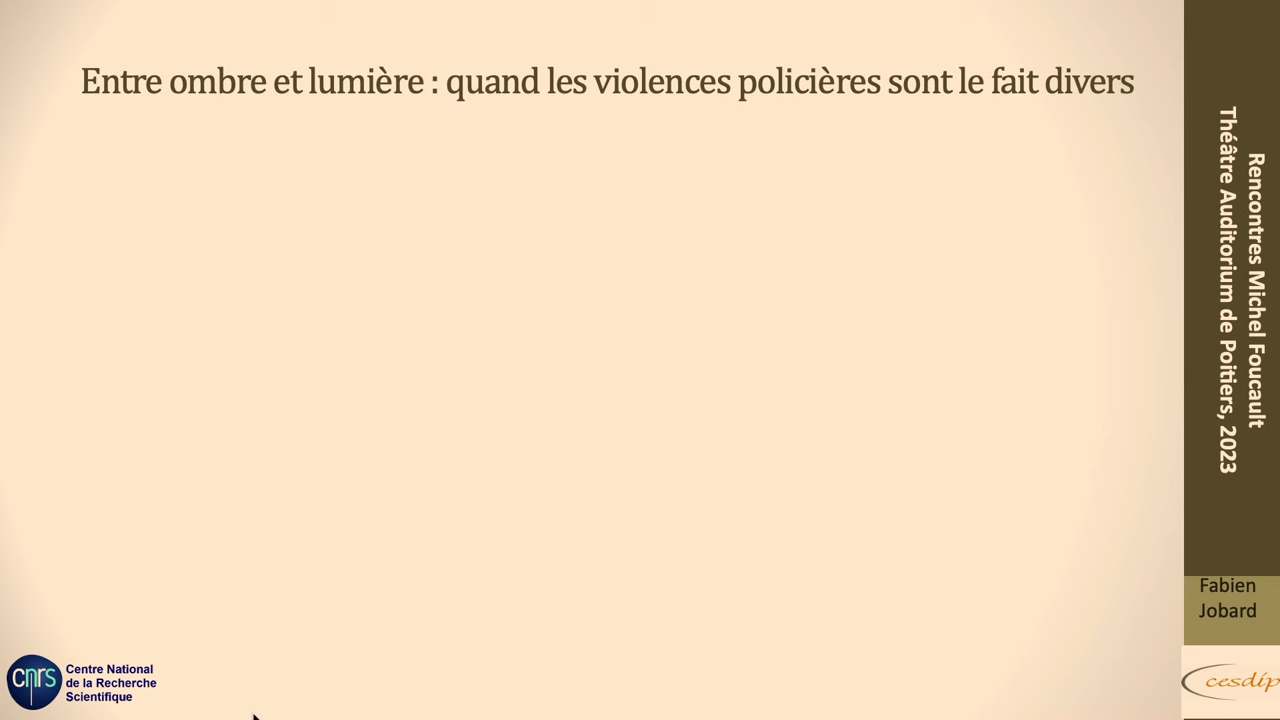 Entre ombre et lumière : quand les violences policières sont le fait divers
Rencontres Michel Foucault
Théâtre Auditorium de Poitiers, 2023
Fabien
Jobard
cnrs
Centre National
de la Recherche
Scientifique
cesdip